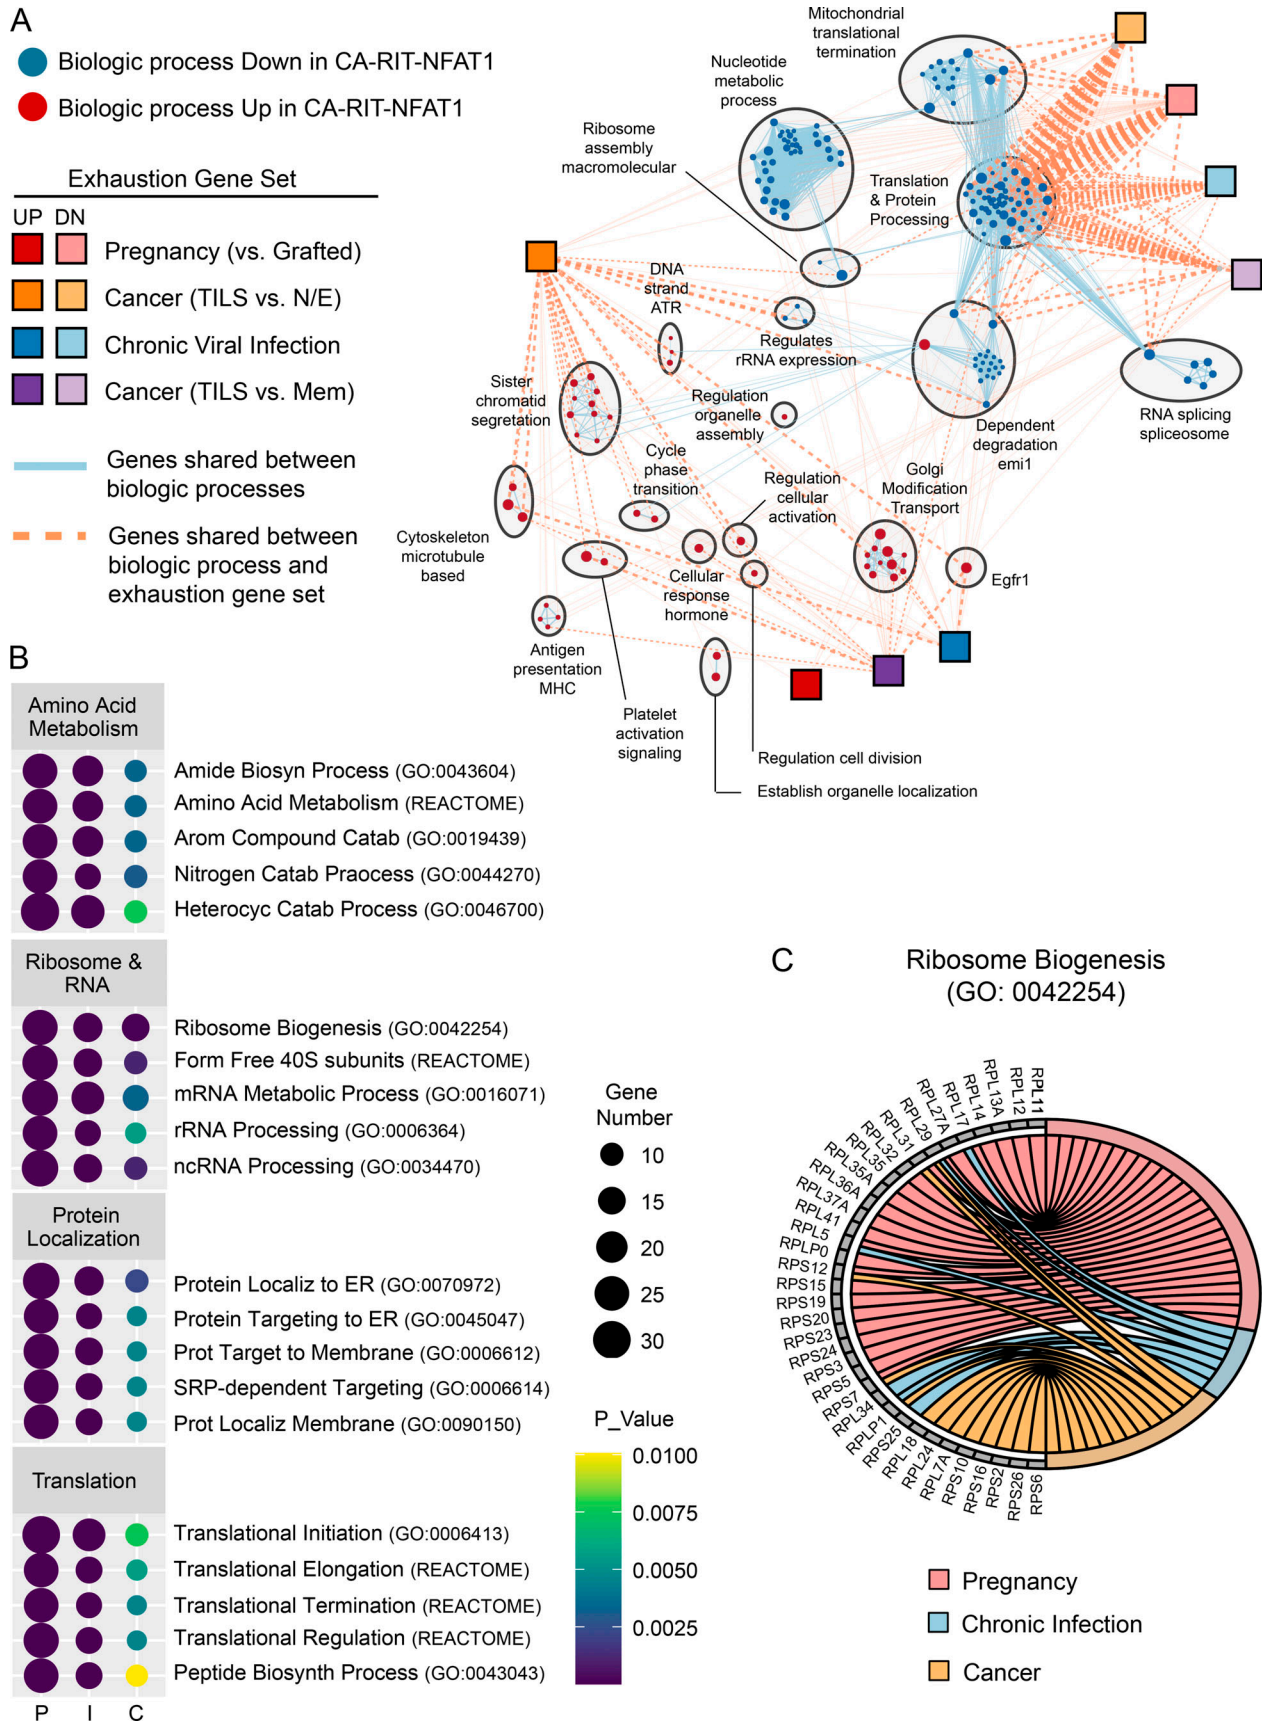 A
Biologic process Down in CA-RIT-NFAT1
Biologic process Up in CA-RIT-NFAT1
Exhaustion Gene Set
UP DN
Pregnancy (vs. Grafted)
Cancer (TILS vs. N/E)
Chronic Viral Infection
Cancer (TILS vs. Mem)
Genes shared between
biologic processes
Genes shared between
biologic process and
exhaustion gene set
Mitochondrial
translational
termination
Nucleotide
metabolic
process
Ribosome
assembly
macromolecular
Translation
& Protein
Processing
DNA
strand
ATR
Regulates
rRNA expression
Sister
chromatid
segretation
Regulation
organelle
assembly
Dependent
degradation
emi1
RNA splicing
spliceosome
Cycle
phase
transition
Regulation
cellular
activation
Golgi
Modification
Transport
Cytoskeleton
microtubule
based
Cellular
response
hormone
Egfr1
Antigen
presentation
MHC
Platelet
activation
signaling
Regulation cell division
Establish organelle localization
B
Amino Acid
Metabolism
Amide Biosyn Process (GO:0043604)
Amino Acid Metabolism (REACTOME)
Arom Compound Catab (GO:0019439)
Nitrogen Catab Praocess (GO:0044270)
Heterocyc Catab Process (GO:0046700)
Ribosome &
RNA
Ribosome Biogenesis (GO:0042254)
Form Free 40S subunits (REACTOME)
mRNA Metabolic Process (GO:0016071)
rRNA Processing (GO:0006364)
ncRNA Processing (GO:0034470)
Protein
Localization
Protein Localiz to ER (GO:0070972)
Protein Targeting to ER (GO:0045047)
Prot Target to Membrane (GO:0006612)
SRP-dependent Targeting (GO:0006614)
Prot Localiz Membrane (GO:0090150)
Translation
Translational Initiation (GO:0006413)
Translational Elongation (REACTOME)
Translational Termination (REACTOME)
Translational Regulation (REACTOME)
Peptide Biosynth Process (GO:0043043)
P I C
Gene
Number
10
15
20
25
30
P_Value
0.0100
0.0075
0.0050
0.0025
C
Ribosome Biogenesis
(GO: 0042254)
RPL11
RPL12
RPL13A
RPL14
RPL17
RPL27A
RPL29
RPL31
RPL32
RPL35
RPL35A
RPL36A
RPL37A
RPL41
RPL5
RPLP0
RPS12
RPS15
RPS19
RPS20
RPS23
RPS24
RPS3
RPS5
RPS7
RPL34
RPLP1
RPS25
RPL18
RPL24
RPL7A
RPS10
RPS16
RPS2
RPS26
RPS6
Pregnancy
Chronic Infection
Cancer